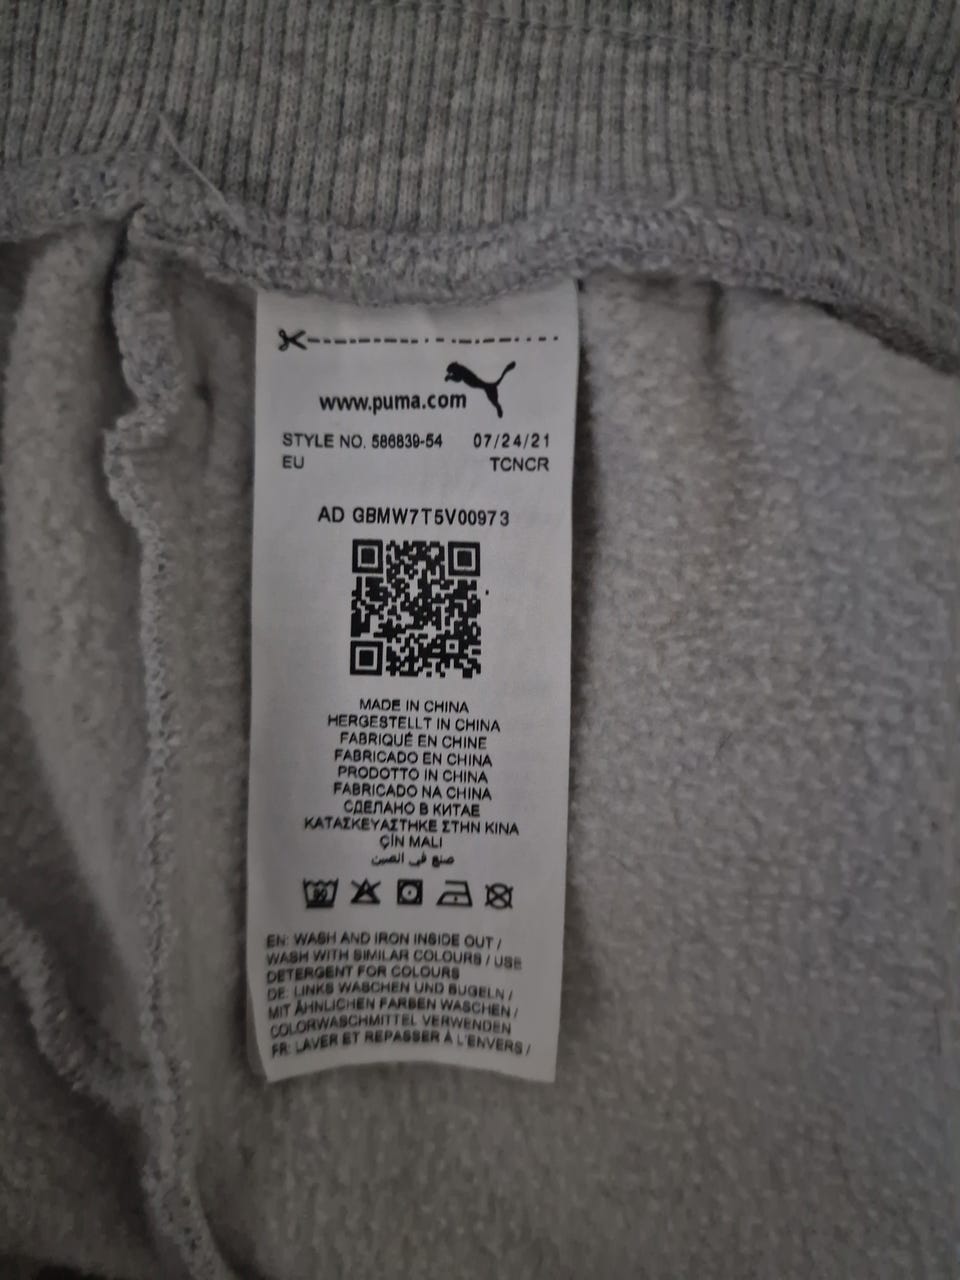 www.puma.com
STYLE NO. 586839-54 07/24/21
EU TCNCR
AD GBMW7T5V00973
MADE IN CHINA
HERGESTELLT IN CHINA
FABRIQUÉ EN CHINE
FABRICADO EN CHINA
PRODOTTO IN CHINA
FABRICADO NA CHINA
СДЕЛАНО В КИТАЕ
ΚΑΤΑΣΚΕΥΑΣΤΗΚΕ ΣΤΗΝ ΚΙΝΑ
ÇİN MALI
صنع في الصين
EN: WASH AND IRON INSIDE OUT /
WASH WITH SIMILAR COLOURS / USE
DETERGENT FOR COLOURS
DE: LINKS WASCHEN UND BUGELN /
MIT ÄHNLICHEN FARBEN WASCHEN /
COLORWASCHMITTEL VERWENDEN
FR: LAVER ET REPASSER À L'ENVERS /